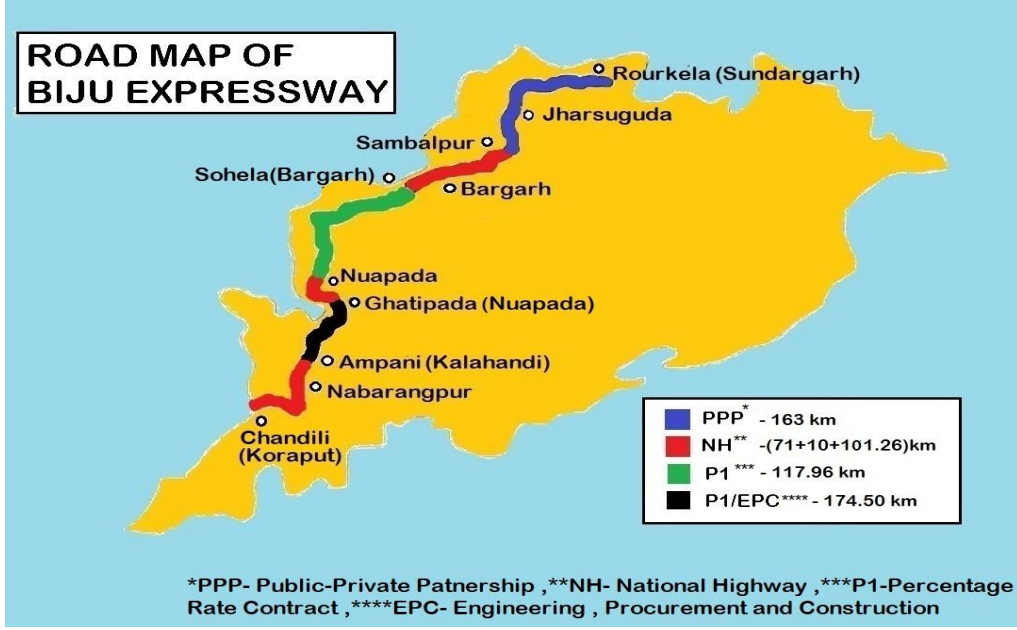 ROAD MAP OF
BIJU EXPRESSWAY
Rourkela (Sundargarh)
Jharsuguda
Sambalpur
Sohela(Bargarh)
Bargarh
Nuapada
Ghatipada (Nuapada)
Ampani (Kalahandi)
Nabarangpur
Chandili
(Koraput)
PPP* - 163 km
NH** -(71+10+101.26)km
P1*** - 117.96 km
P1/EPC**** - 174.50 km
*PPP- Public-Private Patnership ,**NH- National Highway ,***P1-Percentage
Rate Contract ,****EPC- Engineering , Procurement and Construction